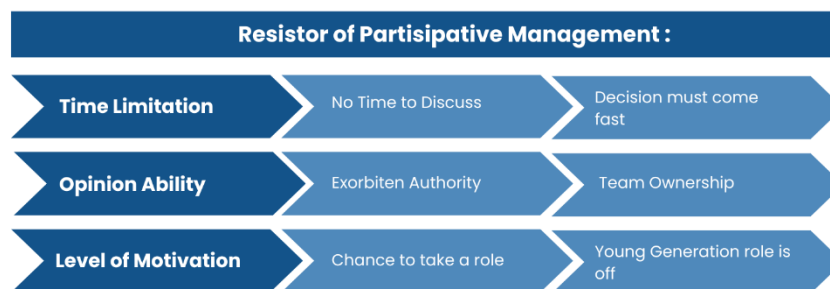 Resistor of Partisipative Management :
Time Limitation
No Time to Discuss
Decision must come
fast
Opinion Ability
Exorbiten Authority
Team Ownership
Level of Motivation
Chance to take a role
Young Generation role is
off